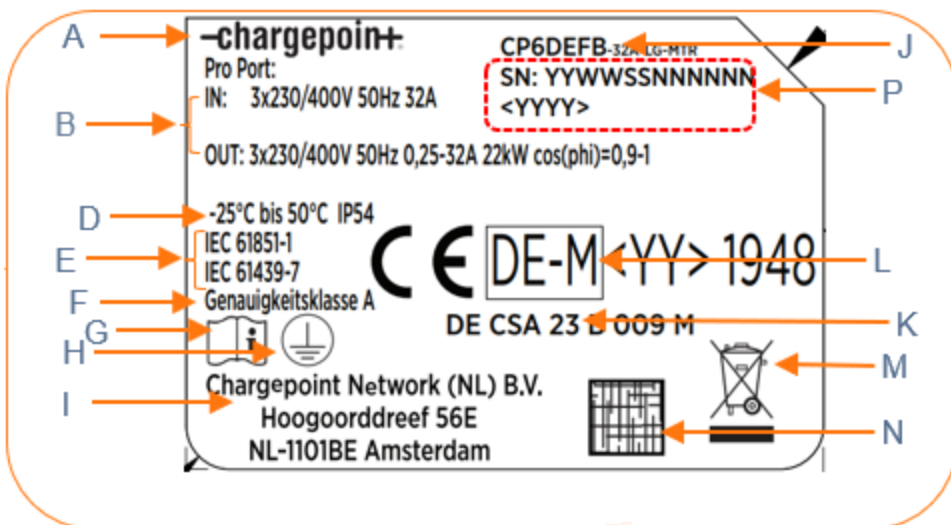 A
-chargepoin+
CP6DEFB-32A-LG-MTR
J
Pro Port:
SN: YYWWSSNNNNNN
P
B
IN: 3x230/400V 50Hz 32A
<YYYY>
OUT: 3x230/400V 50Hz 0,25-32A 22kW cos(phi)=0,9-1
D
-25°C bis 50°C IP54
E
IEC 61851-1
IEC 61439-7
CE DE-M <YY> 1948
L
F
Genauigkeitsklasse A
DE CSA 23 B 009 M
K
G
i
H
M
I
Chargepoint Network (NL) B.V.
Hoogoorddreef 56E
NL-1101BE Amsterdam
N